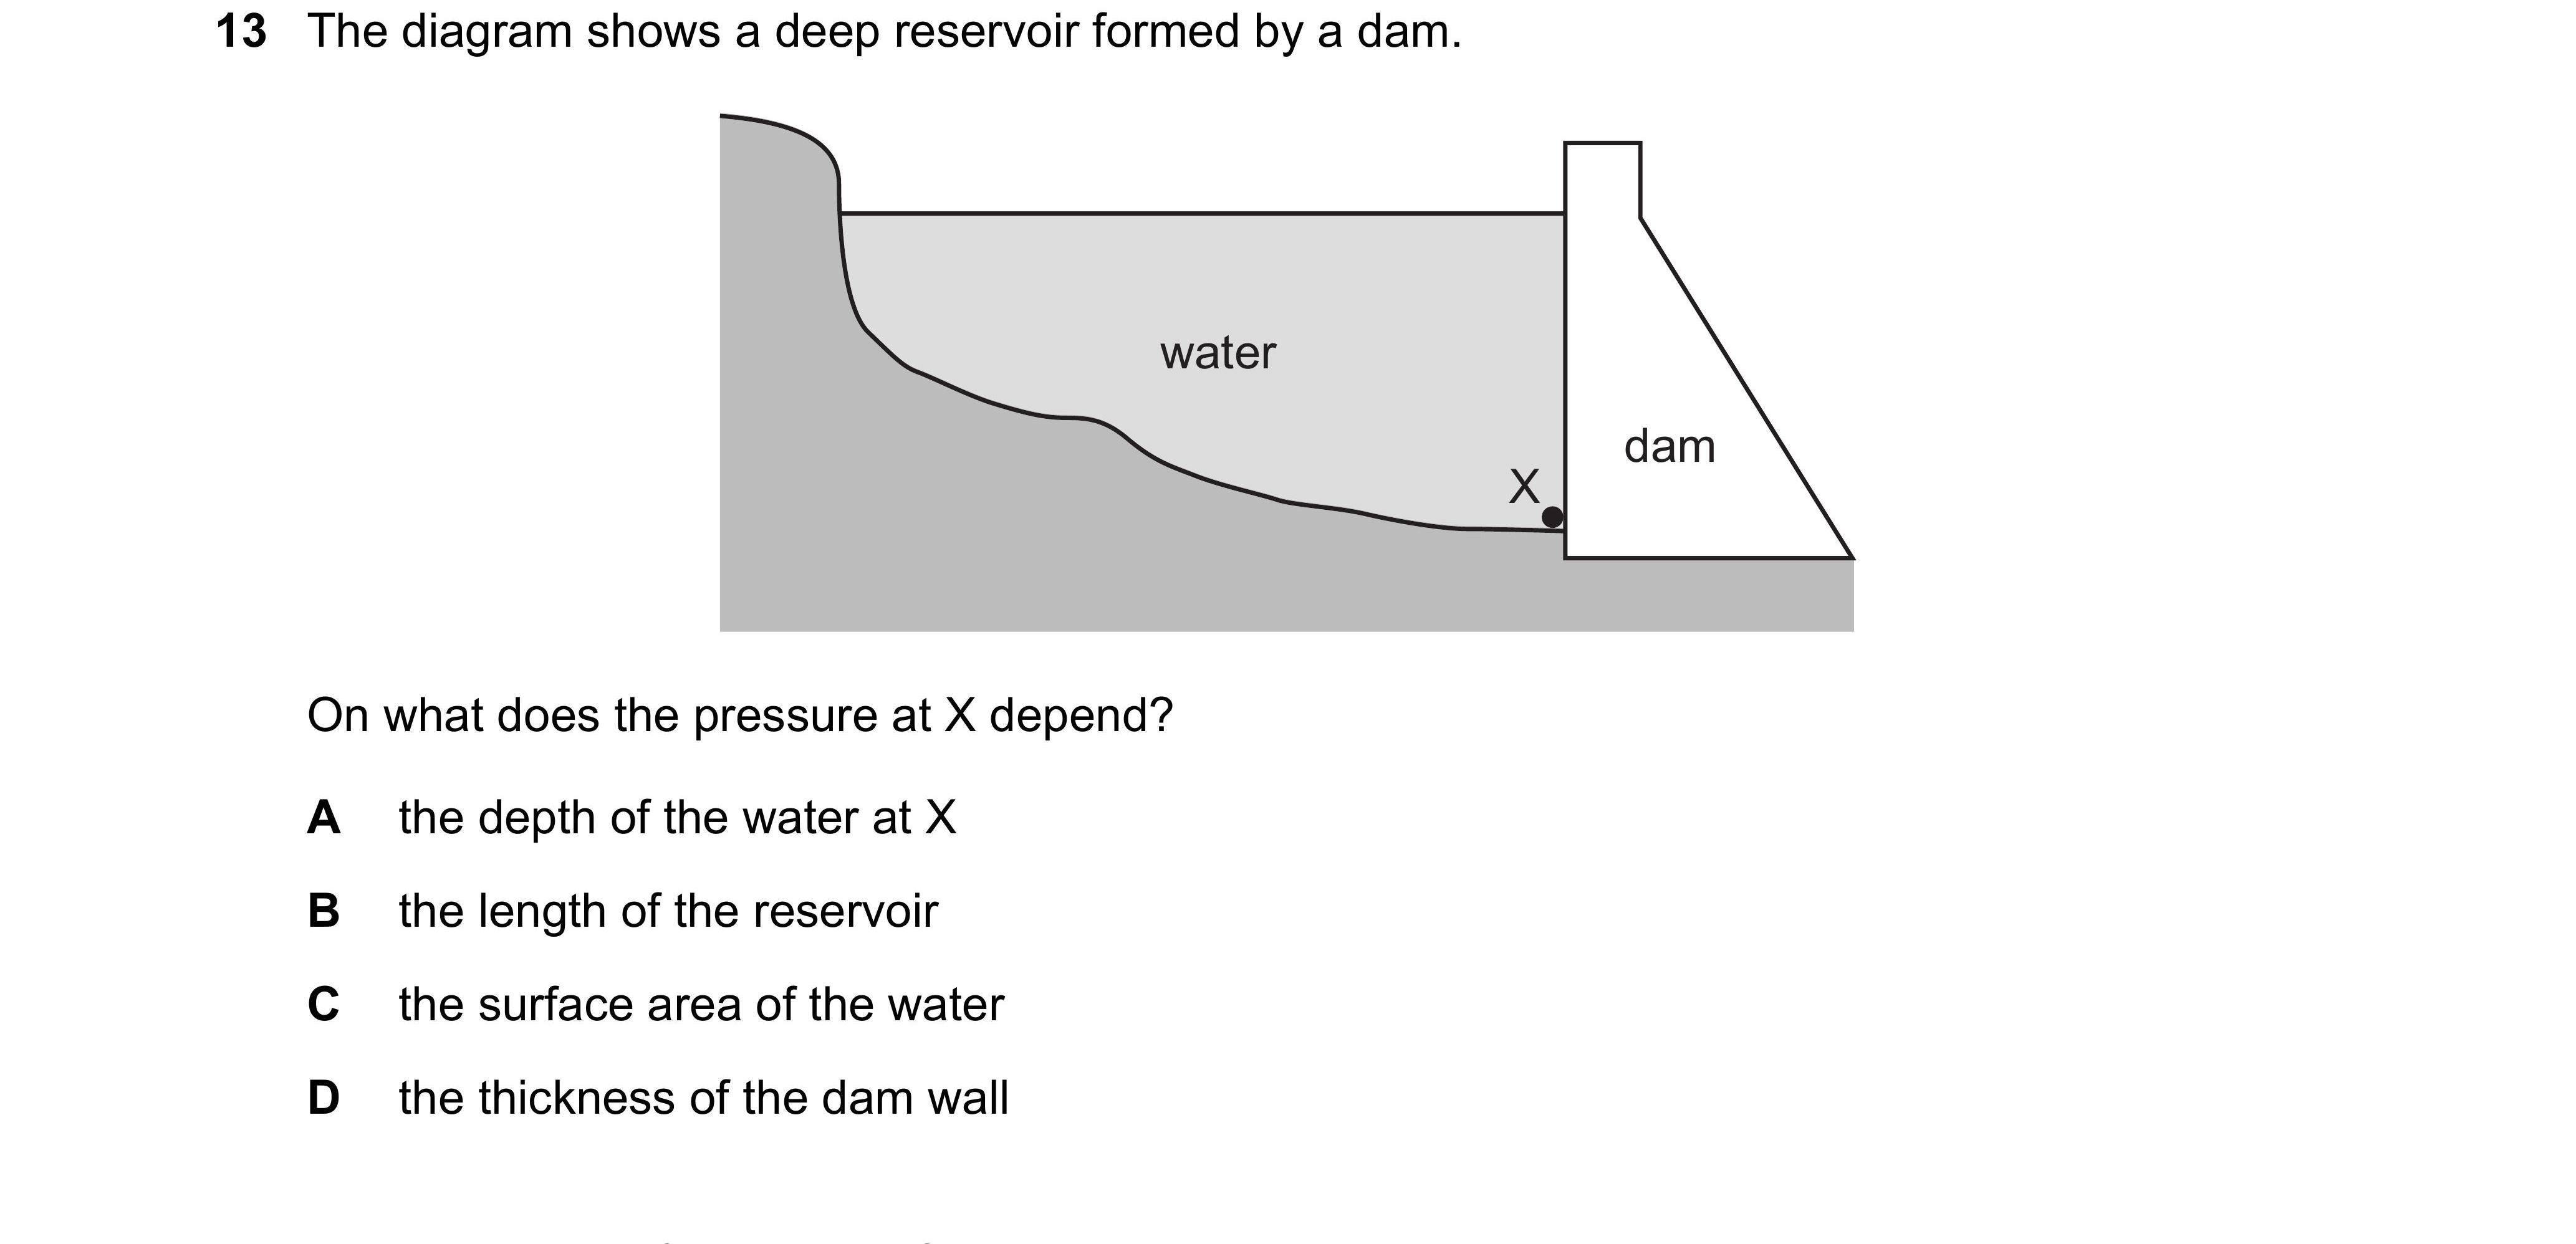 13 The diagram shows a deep reservoir formed by a dam.
water
dam
X
On what does the pressure at X depend?
A the depth of the water at X
B the length of the reservoir
C the surface area of the water
D the thickness of the dam wall